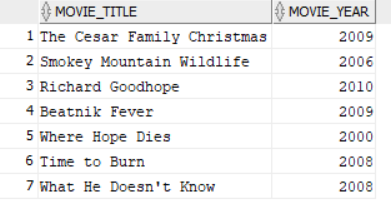 MOVIE_TITLE MOVIE_YEAR
1 The Cesar Family Christmas 2009
2 Smokey Mountain Wildlife 2006
3 Richard Goodhope 2010
4 Beatnik Fever 2009
5 Where Hope Dies 2000
6 Time to Burn 2008
7 What He Doesn't Know 2008